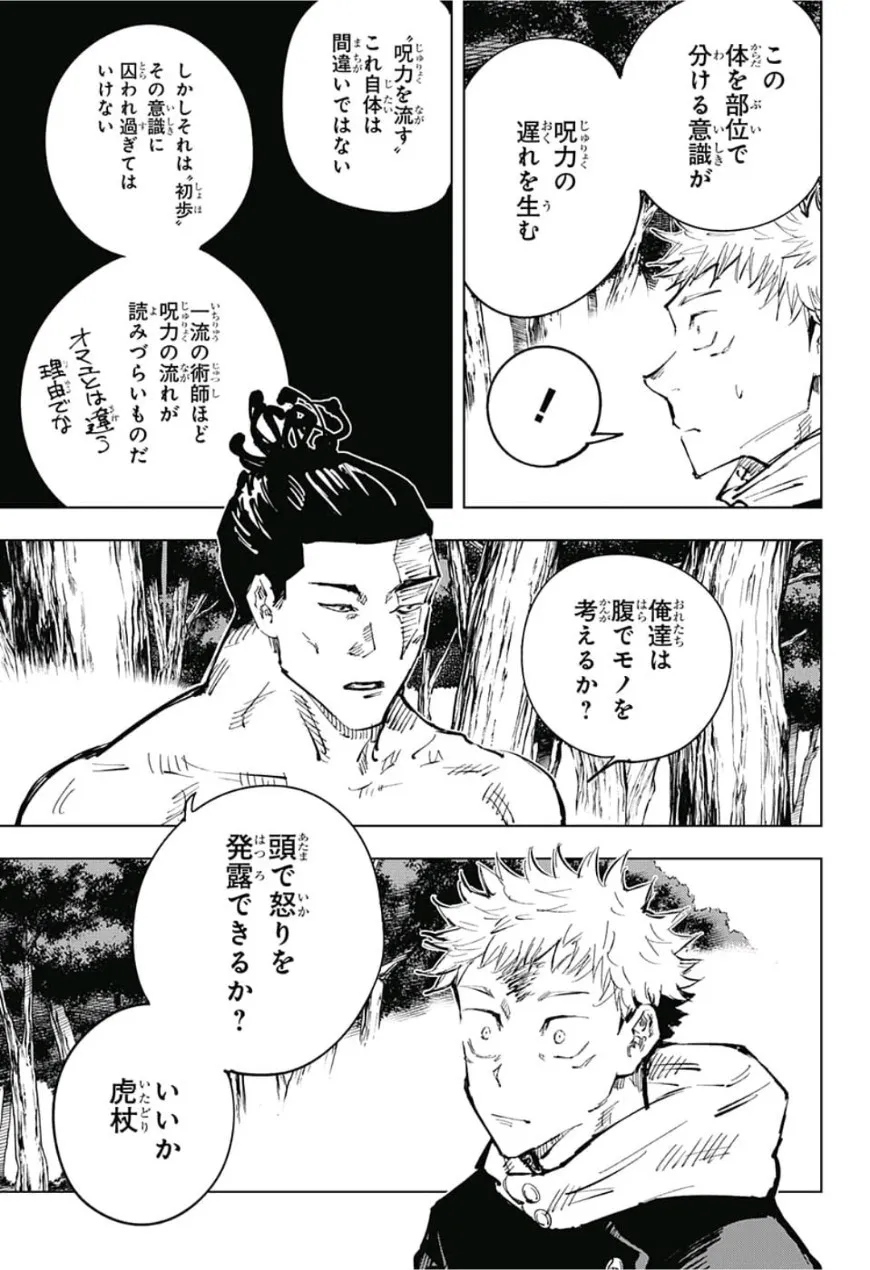 この
体を部位で
分ける意識が
呪力の
遅れを生む
！
〝呪力を流す〟
これ自体は
間違いではない
しかしそれは〝初歩〟
その意識に
囚われ過ぎては
いけない
一流の術師ほど
呪力の流れが
読みづらいものだ
オマエとは違う
理由でな
俺達は
腹でモノを
考えるか？
頭で怒りを
発露できるか？
いいか
虎杖